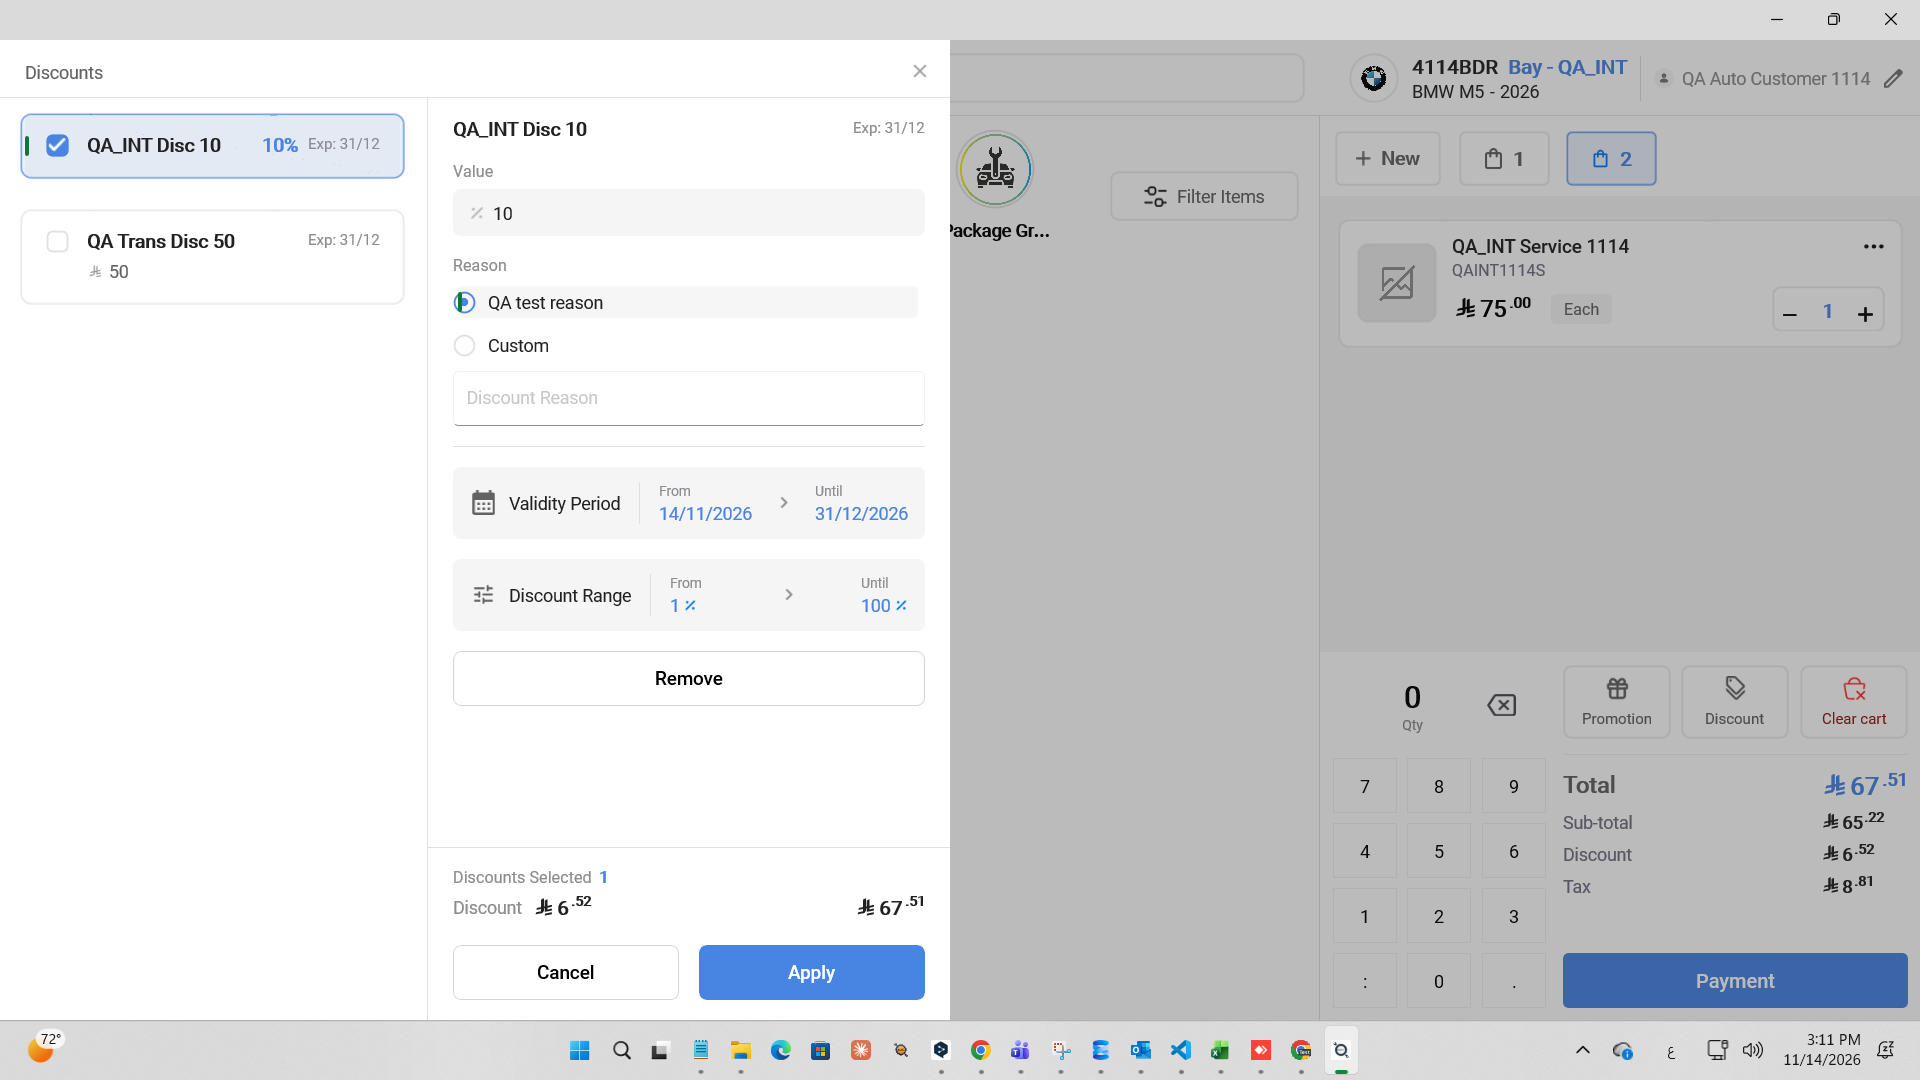 Discounts
QA_INT Disc 10 10% Exp: 31/12
QA Trans Disc 50 Exp: 31/12
50
QA_INT Disc 10 Exp: 31/12
Value
٪ 10
Reason
QA test reason
Custom
Discount Reason
Validity Period
From
14/11/2026
Until
31/12/2026
Discount Range
From
1 ٪
Until
100 ٪
Remove
Discounts Selected 1
Discount 6.52 67.51
Cancel
Apply
Package Gr...
Filter Items
4114BDR Bay - QA_INT
BMW M5 - 2026
QA Auto Customer 1114
+ New
1
2
QA_INT Service 1114
QAINT1114S
75.00 Each
− 1 +
0
Qty
Promotion
Discount
Clear cart
7 8 9
4 5 6
1 2 3
: 0 .
Total 67.51
Sub-total 65.22
Discount 6.52
Tax 8.81
Payment
72°
ع
3:11 PM
11/14/2026